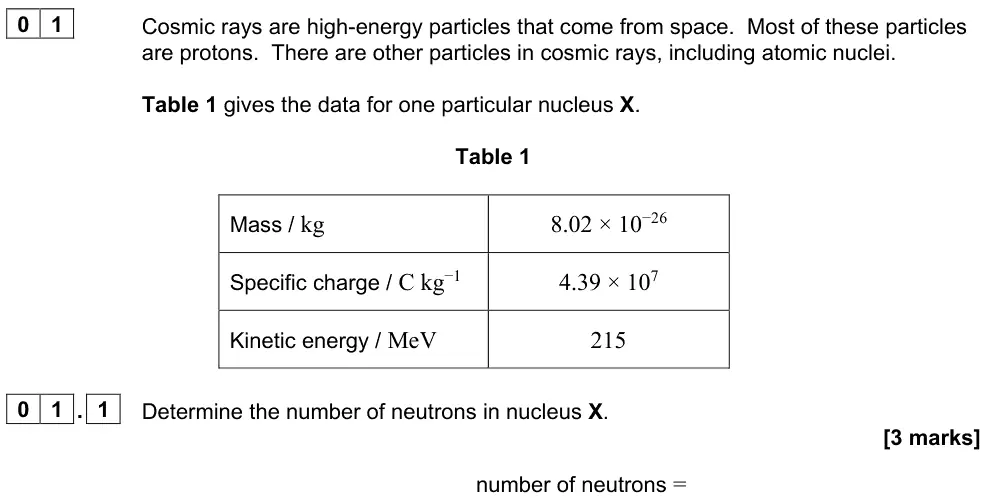 0 1 Cosmic rays are high-energy particles that come from space. Most of these particles
are protons. There are other particles in cosmic rays, including atomic nuclei.
Table 1 gives the data for one particular nucleus X.
Table 1
Mass / kg 8.02 × 10⁻²⁶
Specific charge / C kg⁻¹ 4.39 × 10⁷
Kinetic energy / MeV 215
0 1 . 1 Determine the number of neutrons in nucleus X.
[3 marks]
number of neutrons =